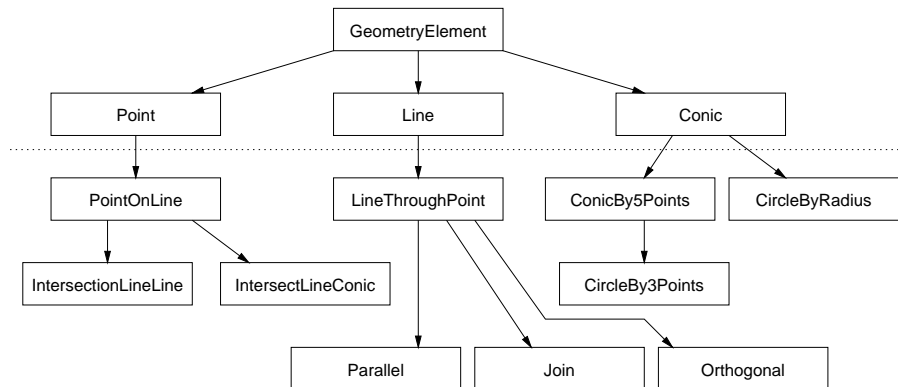 GeometryElement
Point
Line
Conic
PointOnLine
LineThroughPoint
ConicBy5Points
CircleByRadius
IntersectionLineLine
IntersectLineConic
CircleBy3Points
Parallel
Join
Orthogonal